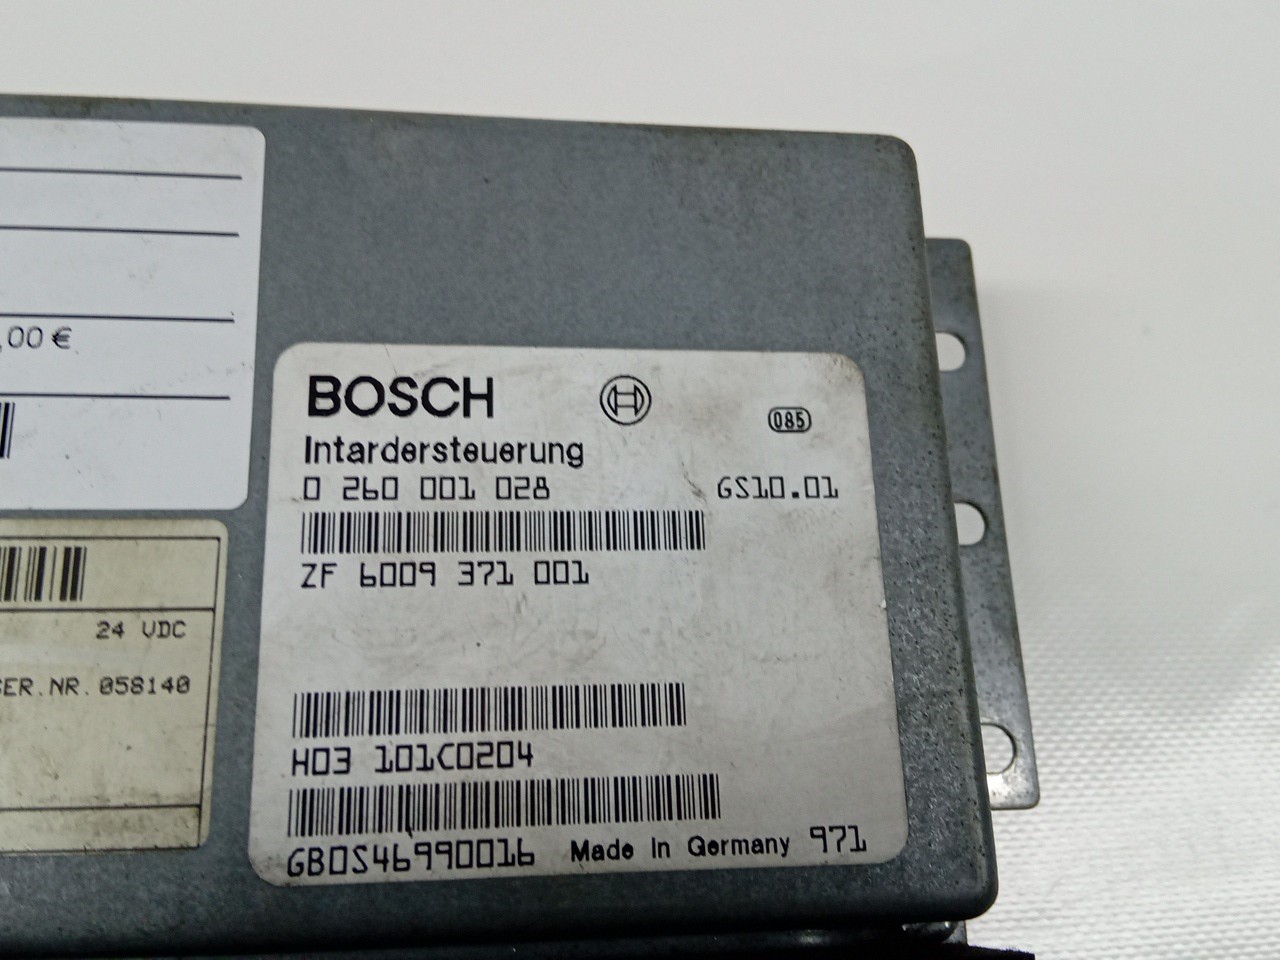 ,00 €
BOSCH
085
Intardersteuerung
0 260 001 028 GS10.01
ZF 6009 371 001
24 VDC
SER.NR. 058140
H03 101C0204
GB0S46990016 Made in Germany 971